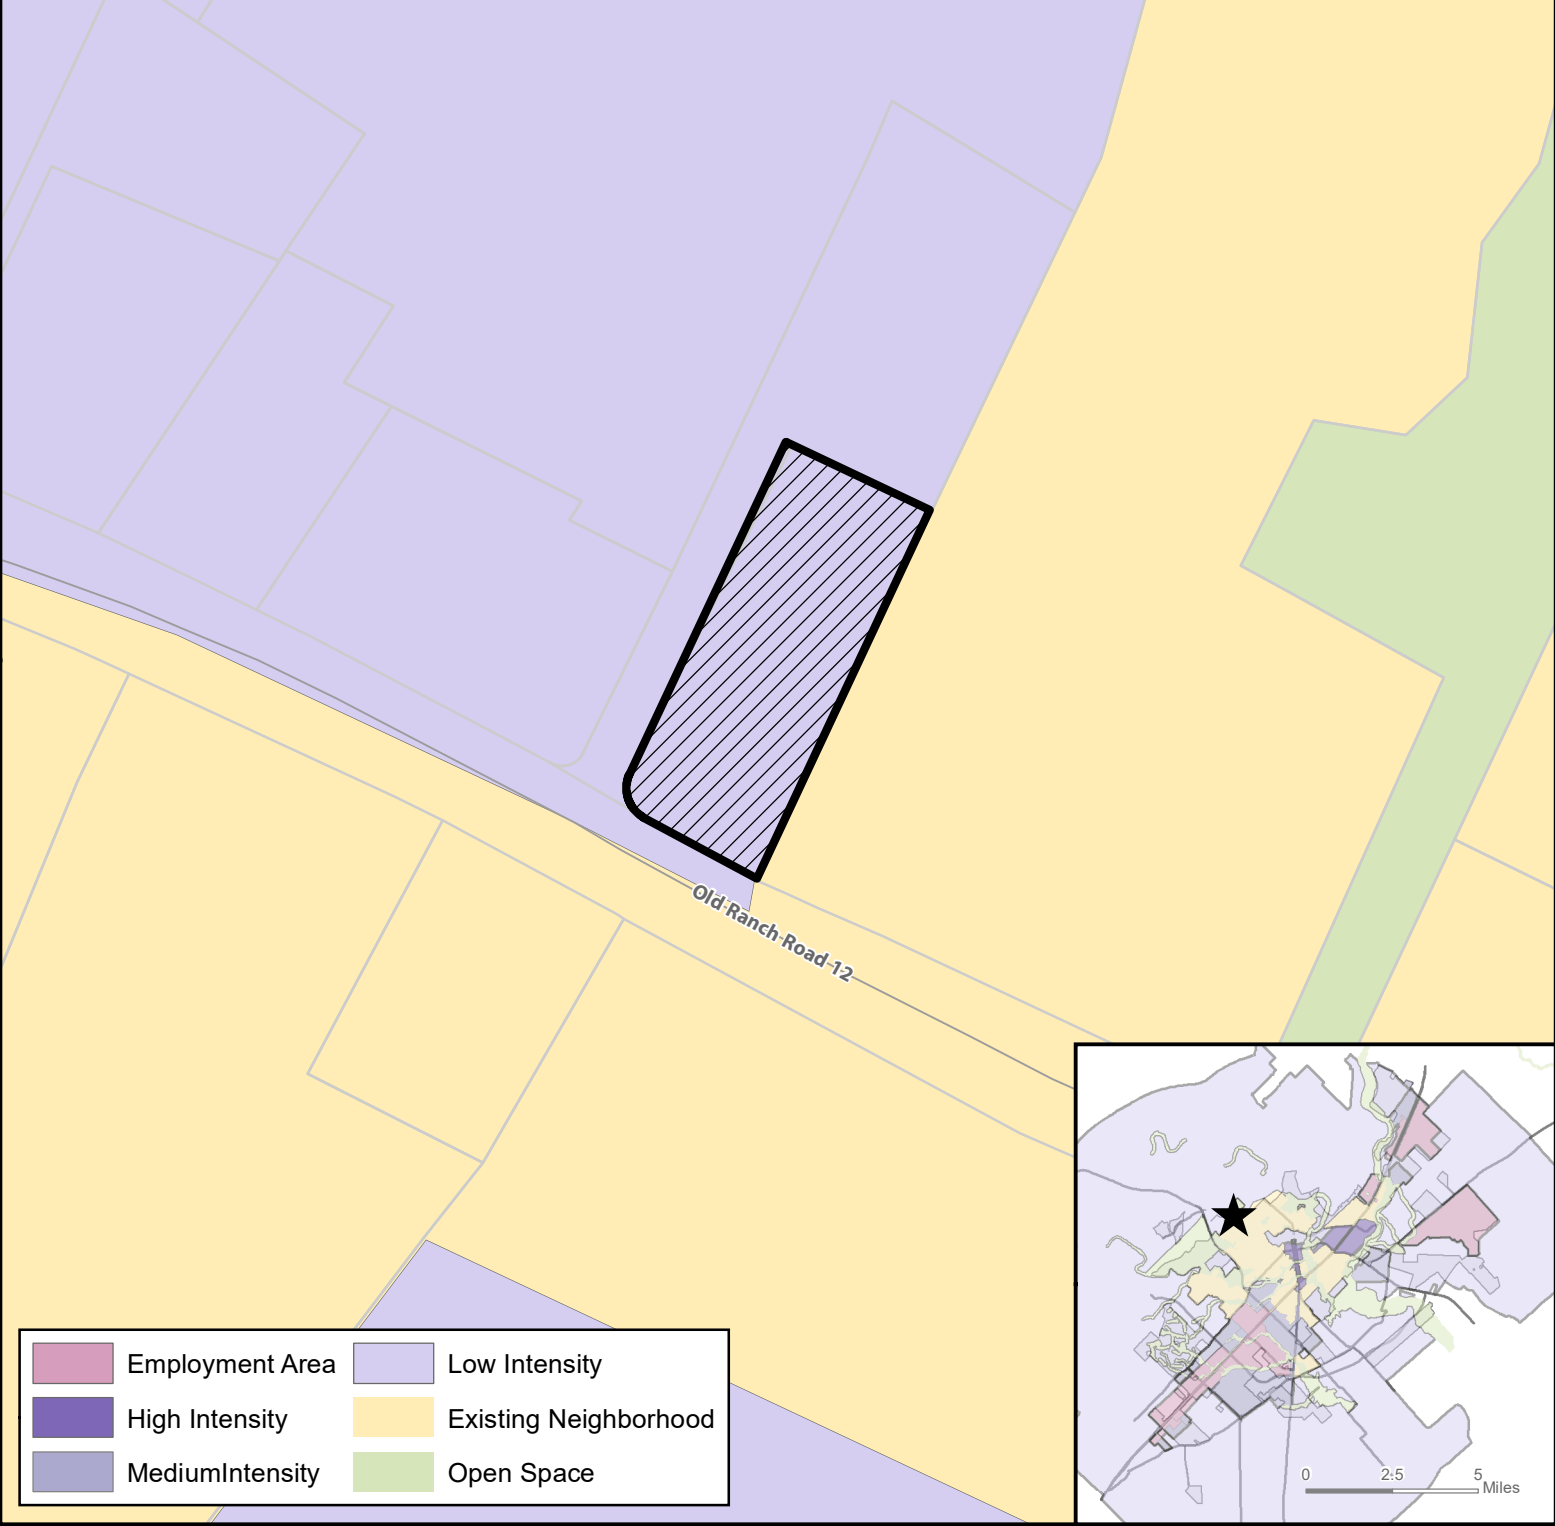 Old Ranch Road 12
Employment Area
Low Intensity
High Intensity
Existing Neighborhood
MediumIntensity
Open Space
0 2.5 5
Miles